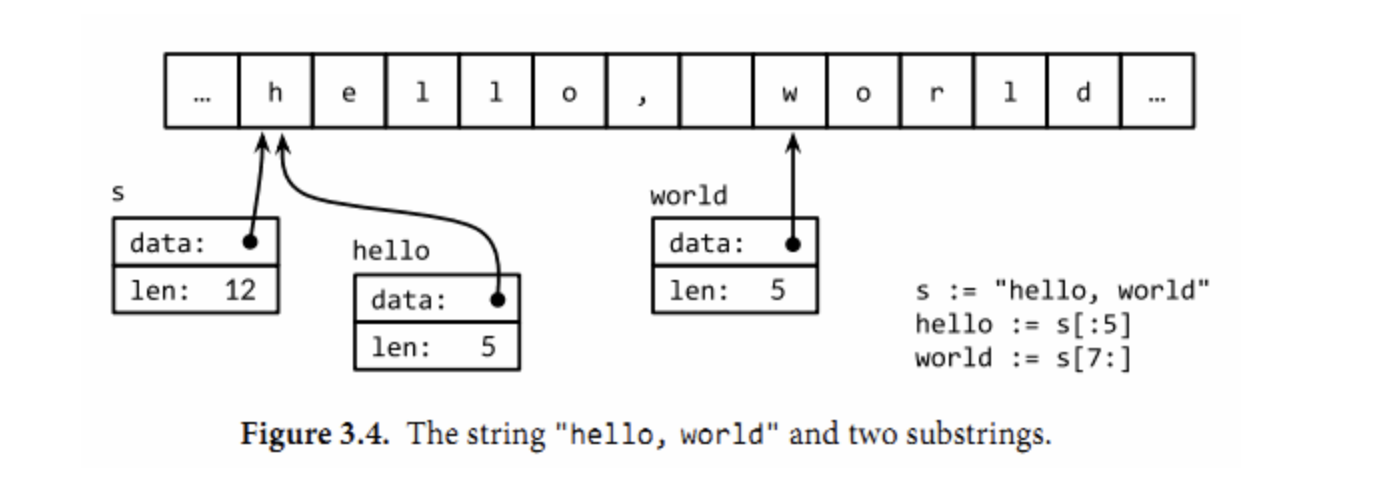 … h e l l o , w o r l d …
s
data:
len: 12
hello
data:
len: 5
world
data:
len: 5
s := "hello, world"
hello := s[:5]
world := s[7:]
Figure 3.4. The string "hello, world" and two substrings.